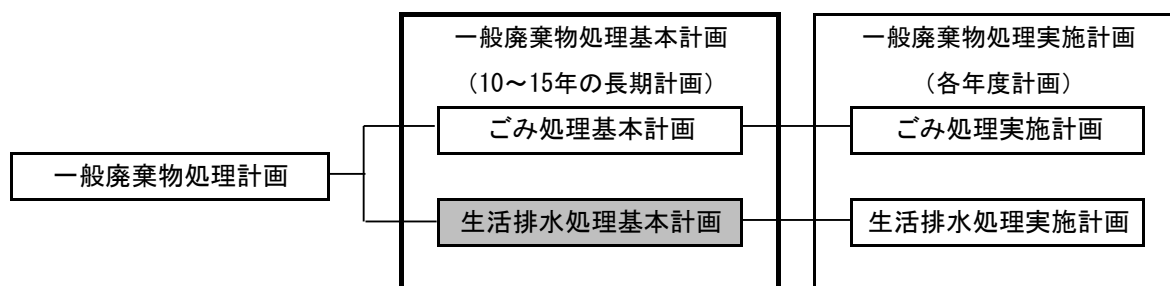 一般廃棄物処理基本計画
（10～15年の長期計画）
一般廃棄物処理実施計画
（各年度計画）
ごみ処理基本計画
ごみ処理実施計画
一般廃棄物処理計画
生活排水処理基本計画
生活排水処理実施計画